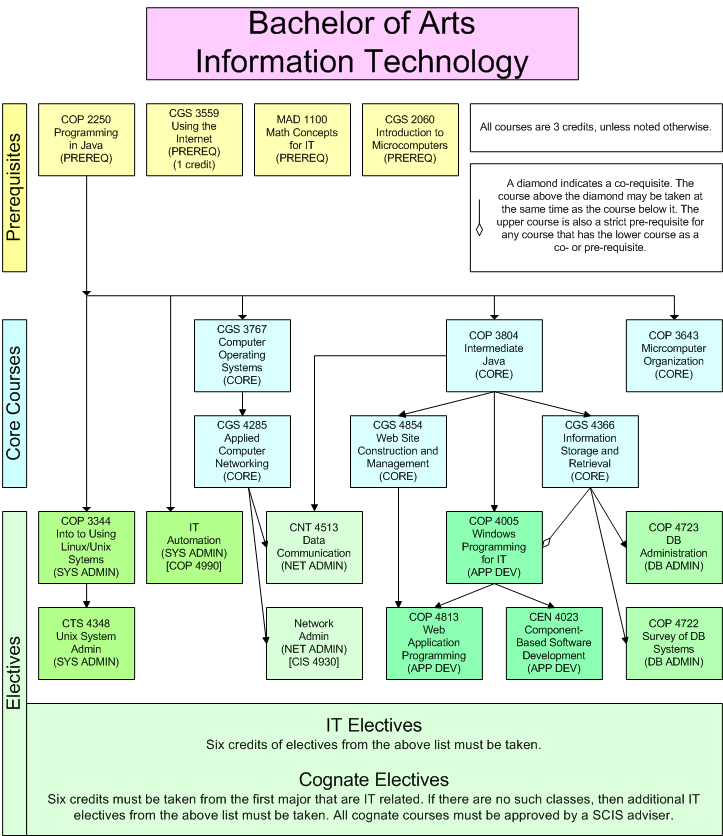 Bachelor of Arts
Information Technology
Prerequisites
COP 2250
Programming
in Java
(PREREQ)
CGS 3559
Using the
Internet
(PREREQ)
(1 credit)
MAD 1100
Math Concepts
for IT
(PREREQ)
CGS 2060
Introduction to
Microcomputers
(PREREQ)
All courses are 3 credits, unless noted otherwise.
A diamond indicates a co-requisite. The
course above the diamond may be taken at
the same time as the course below it. The
upper course is also a strict pre-requisite for
any course that has the lower course as a
co- or pre-requisite.
Core Courses
CGS 3767
Computer
Operating
Systems
(CORE)
COP 3804
Intermediate
Java
(CORE)
COP 3643
Micrcomputer
Organization
(CORE)
CGS 4285
Applied
Computer
Networking
(CORE)
CGS 4854
Web Site
Construction and
Management
(CORE)
CGS 4366
Information
Storage and
Retrieval
(CORE)
Electives
COP 3344
Into to Using
Linux/Unix
Sytems
(SYS ADMIN)
IT
Automation
(SYS ADMIN)
[COP 4990]
CNT 4513
Data
Communication
(NET ADMIN)
COP 4005
Windows
Programming
for IT
(APP DEV)
COP 4723
DB
Administration
(DB ADMIN)
CTS 4348
Unix System
Admin
(SYS ADMIN)
Network
Admin
(NET ADMIN)
[CIS 4930]
COP 4813
Web
Application
Programming
(APP DEV)
CEN 4023
Component-
Based Software
Development
(APP DEV)
COP 4722
Survey of DB
Systems
(DB ADMIN)
IT Electives
Six credits of electives from the above list must be taken.
Cognate Electives
Six credits must be taken from the first major that are IT related. If there are no such classes, then additional IT
electives from the above list must be taken. All cognate courses must be approved by a SCIS adviser.